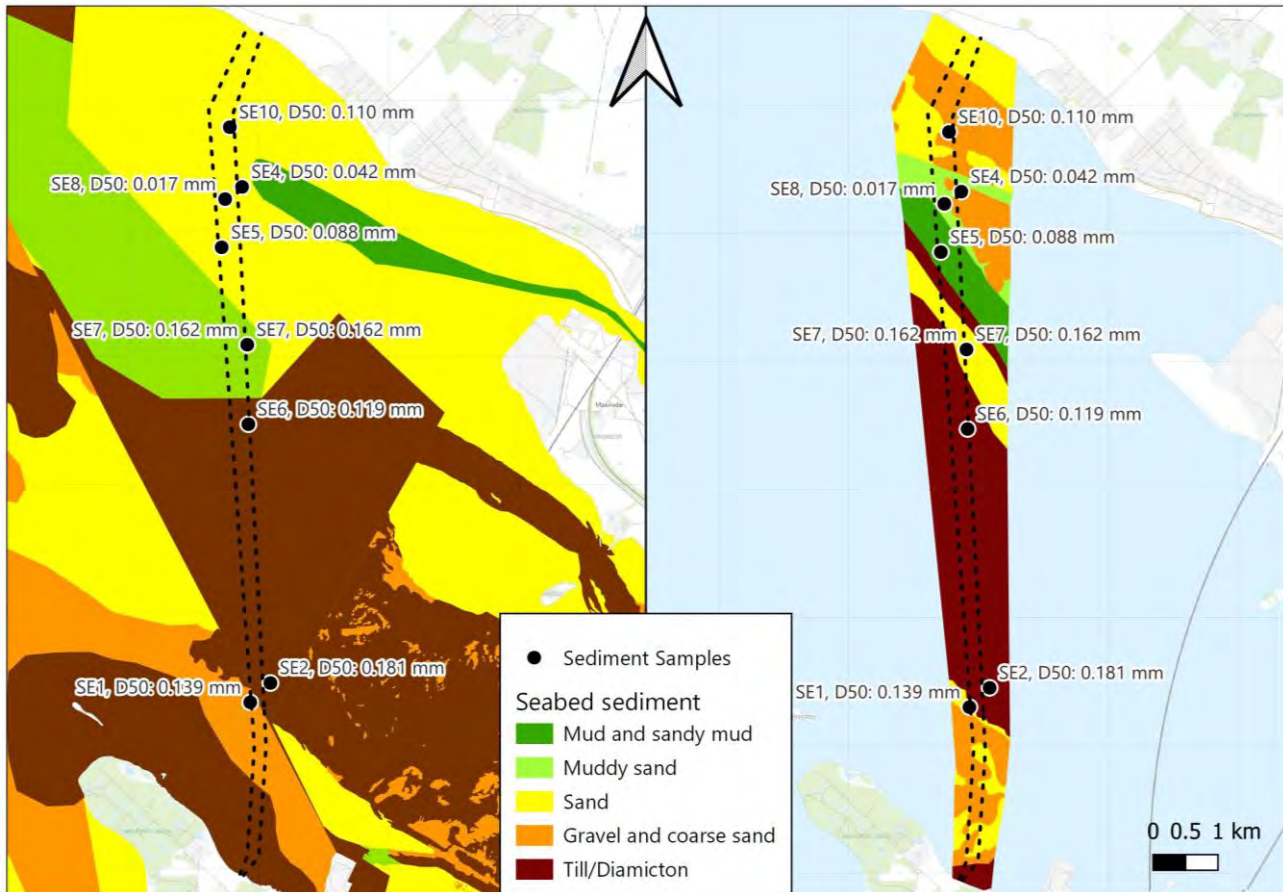 SE10, D50: 0.110 mm
SE4, D50: 0.042 mm
SE8, D50: 0.017 mm
SE5, D50: 0.088 mm
SE7, D50: 0.162 mm
SE7, D50: 0.162 mm
SE6, D50: 0.119 mm
SE2, D50: 0.181 mm
SE1, D50: 0.139 mm
SE10, D50: 0.110 mm
SE4, D50: 0.042 mm
SE8, D50: 0.017 mm
SE5, D50: 0.088 mm
SE7, D50: 0.162 mm
SE7, D50: 0.162 mm
SE6, D50: 0.119 mm
SE2, D50: 0.181 mm
SE1, D50: 0.139 mm
Sediment Samples
Seabed sediment
Mud and sandy mud
Muddy sand
Sand
Gravel and coarse sand
Till/Diamicton
0 0.5 1 km